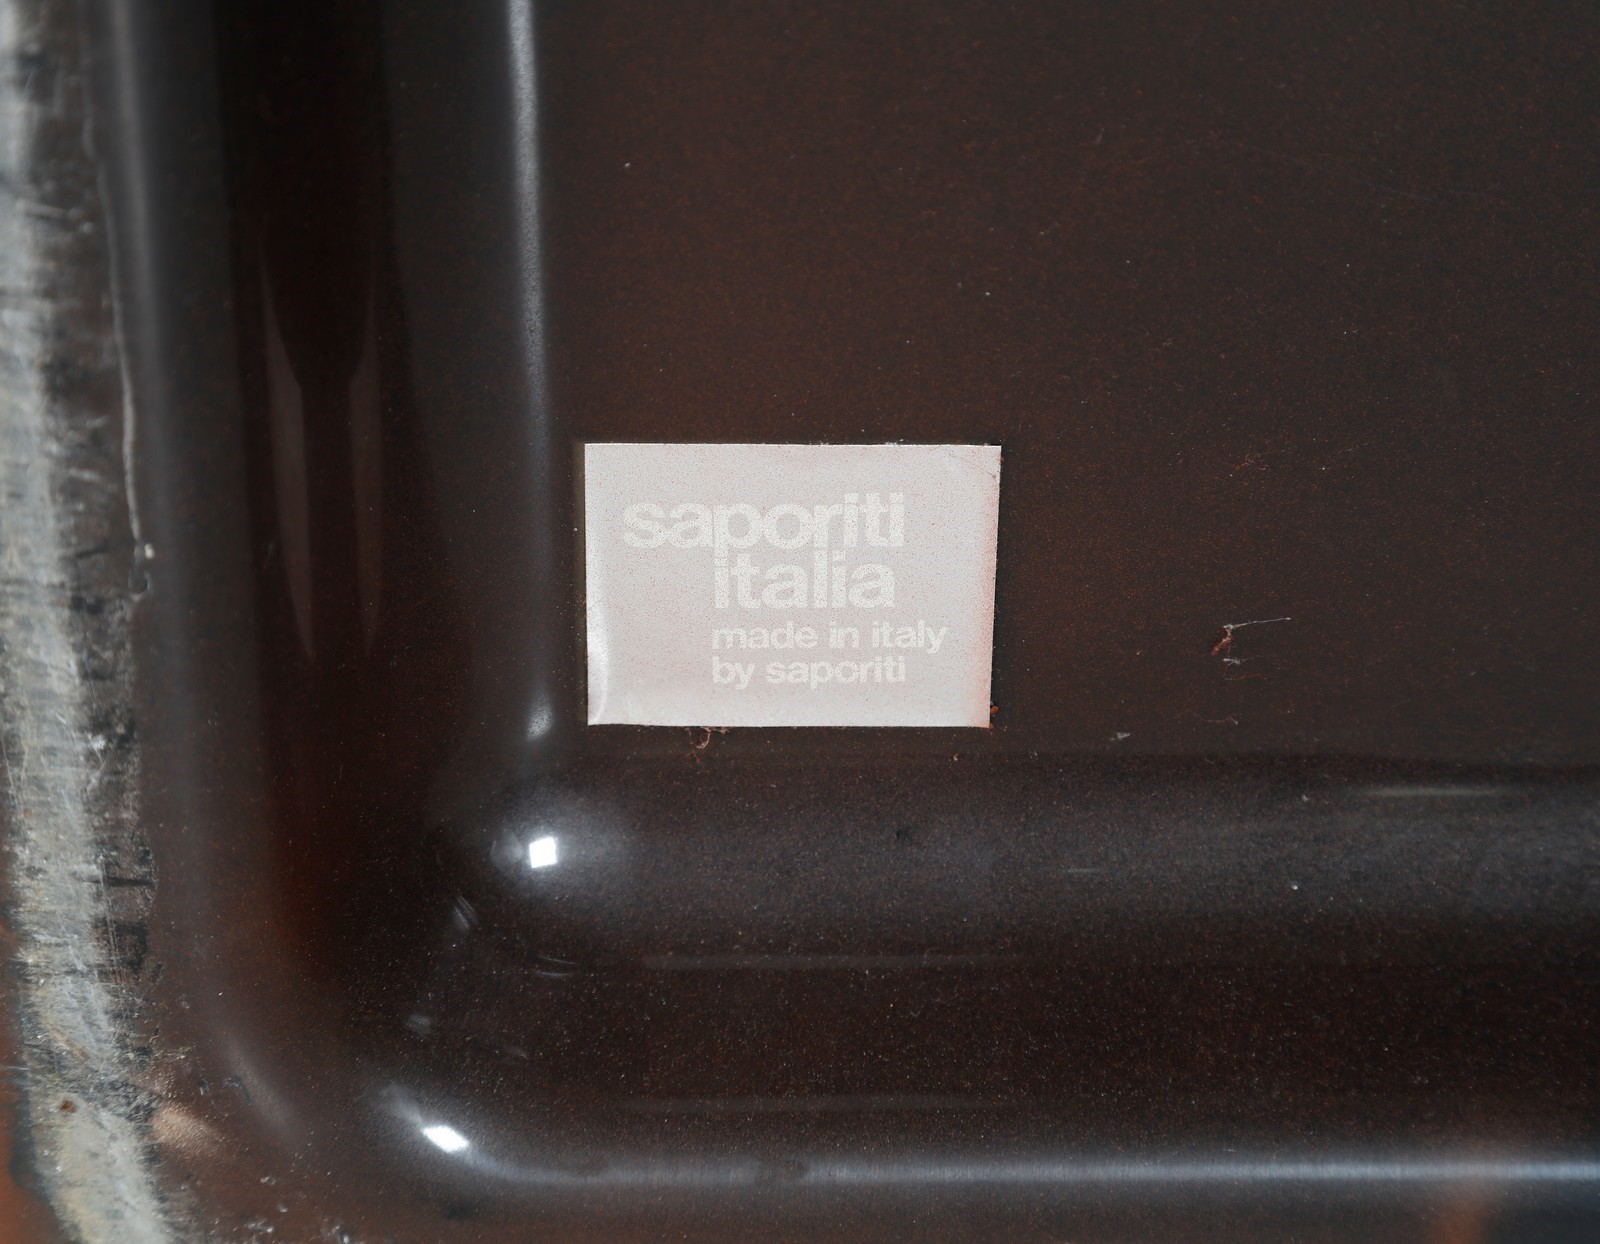 saporiti
italia
made in italy
by saporiti